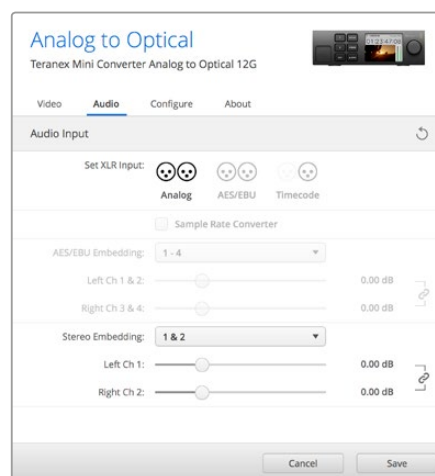 Analog to Optical
Teranex Mini Converter Analog to Optical 12G
Video Audio Configure About
Audio Input
Set XLR Input:
Analog AES/EBU Timecode
Sample Rate Converter
AES/EBU Embedding: 1 - 4
Left Ch 1 & 2: 0.00 dB
Right Ch 3 & 4: 0.00 dB
Stereo Embedding: 1 & 2
Left Ch 1: 0.00 dB
Right Ch 2: 0.00 dB
Cancel Save